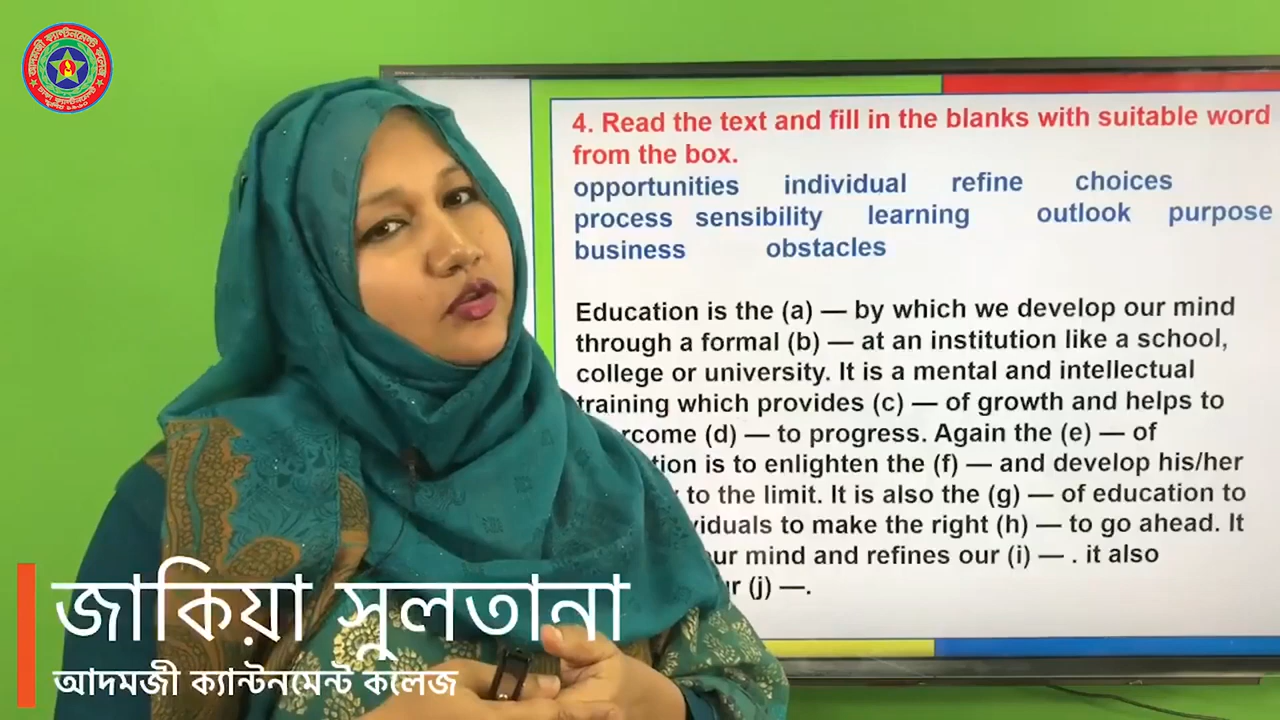 আদমজী ক্যান্টনমেন্ট কলেজ
4. Read the text and fill in the blanks with suitable word
from the box.
opportunities individual refine choices
process sensibility learning outlook purpose
business obstacles
Education is the (a) — by which we develop our mind
through a formal (b) — at an institution like a school,
college or university. It is a mental and intellectual
training which provides (c) — of growth and helps to
(d) — to progress. Again the (e) — of
is to enlighten the (f) — and develop his/her
to the limit. It is also the (g) — of education to
to make the right (h) — to go ahead. It
mind and refines our (i) — . it also
(j) —.
জাকিয়া সুলতানা
আদমজী ক্যান্টনমেন্ট কলেজ